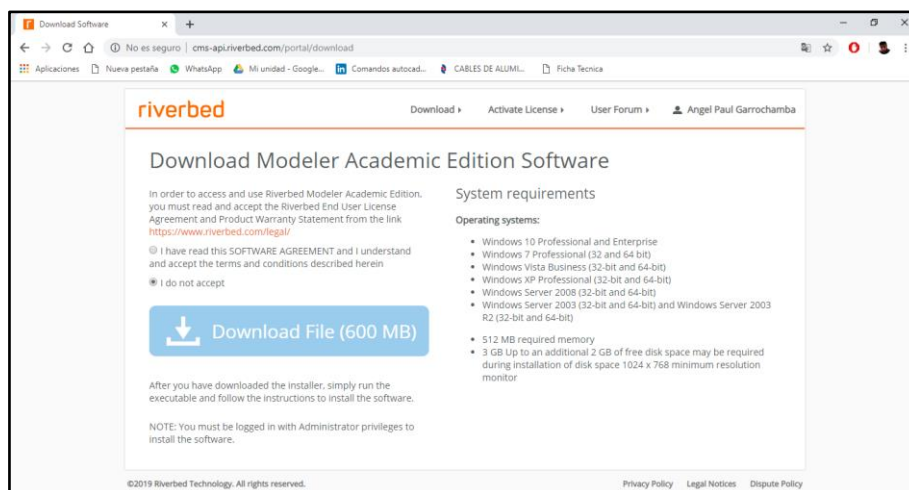 Download Software
No es seguro | cms-api.riverbed.com/portal/download
Aplicaciones Nueva pestaña WhatsApp Mi unidad - Google... Comandos autocad... CABLES DE ALUMI... Ficha Tecnica
riverbed Download Activate License User Forum Angel Paul Garrochamba
Download Modeler Academic Edition Software
In order to access and use Riverbed Modeler Academic Edition,
you must read and accept the Riverbed End User License
Agreement and Product Warranty Statement from the link
https://www.riverbed.com/legal/
I have read this SOFTWARE AGREEMENT and I understand
and accept the terms and conditions described herein
I do not accept
Download File (600 MB)
After you have downloaded the installer, simply run the
executable and follow the instructions to install the software.
NOTE: You must be logged in with Administrator privileges to
install the software.
System requirements
Operating systems:
Windows 10 Professional and Enterprise
Windows 7 Professional (32 and 64 bit)
Windows Vista Business (32-bit and 64-bit)
Windows XP Professional (32-bit and 64-bit)
Windows Server 2008 (32-bit and 64-bit)
Windows Server 2003 (32-bit and 64-bit) and Windows Server 2003
R2 (32-bit and 64-bit)
512 MB required memory
3 GB Up to an additional 2 GB of free disk space may be required
during installation of disk space 1024 x 768 minimum resolution
monitor
©2019 Riverbed Technology. All rights reserved. Privacy Policy Legal Notices Dispute Policy